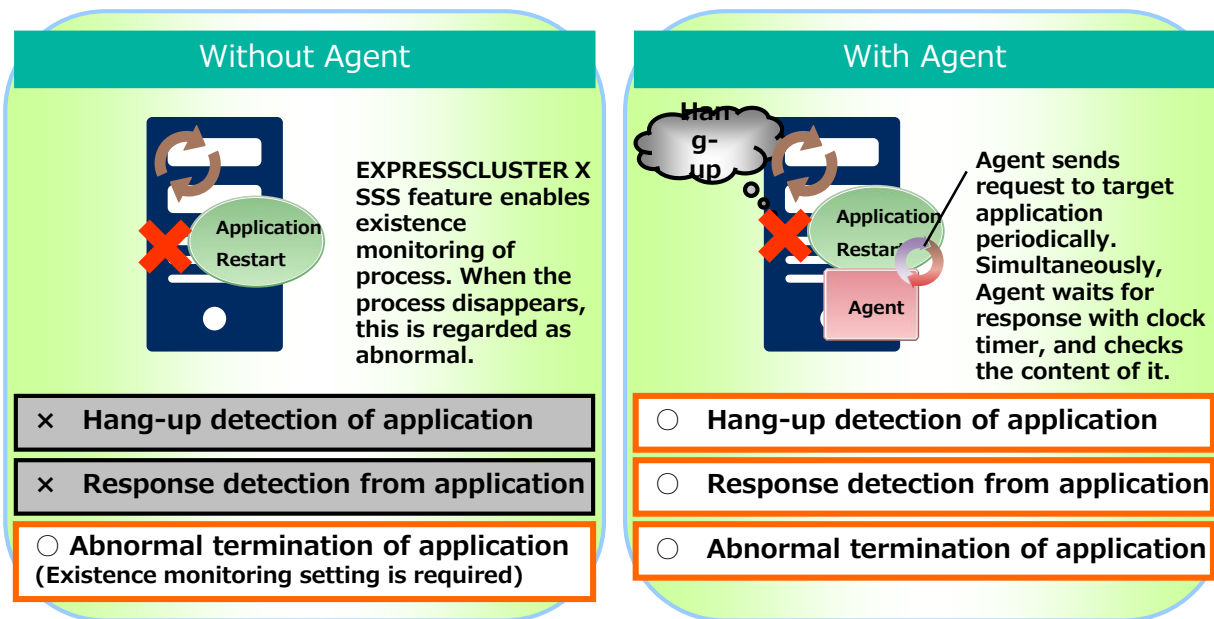 Without Agent
Application
Restart
EXPRESSCLUSTER X
SSS feature enables
existence
monitoring of
process. When the
process disappears,
this is regarded as
abnormal.
× Hang-up detection of application
× Response detection from application
○ Abnormal termination of application
(Existence monitoring setting is required)
With Agent
Han
g-
up
Application
Restart
Agent
Agent sends
request to target
application
periodically.
Simultaneously,
Agent waits for
response with clock
timer, and checks
the content of it.
○ Hang-up detection of application
○ Response detection from application
○ Abnormal termination of application